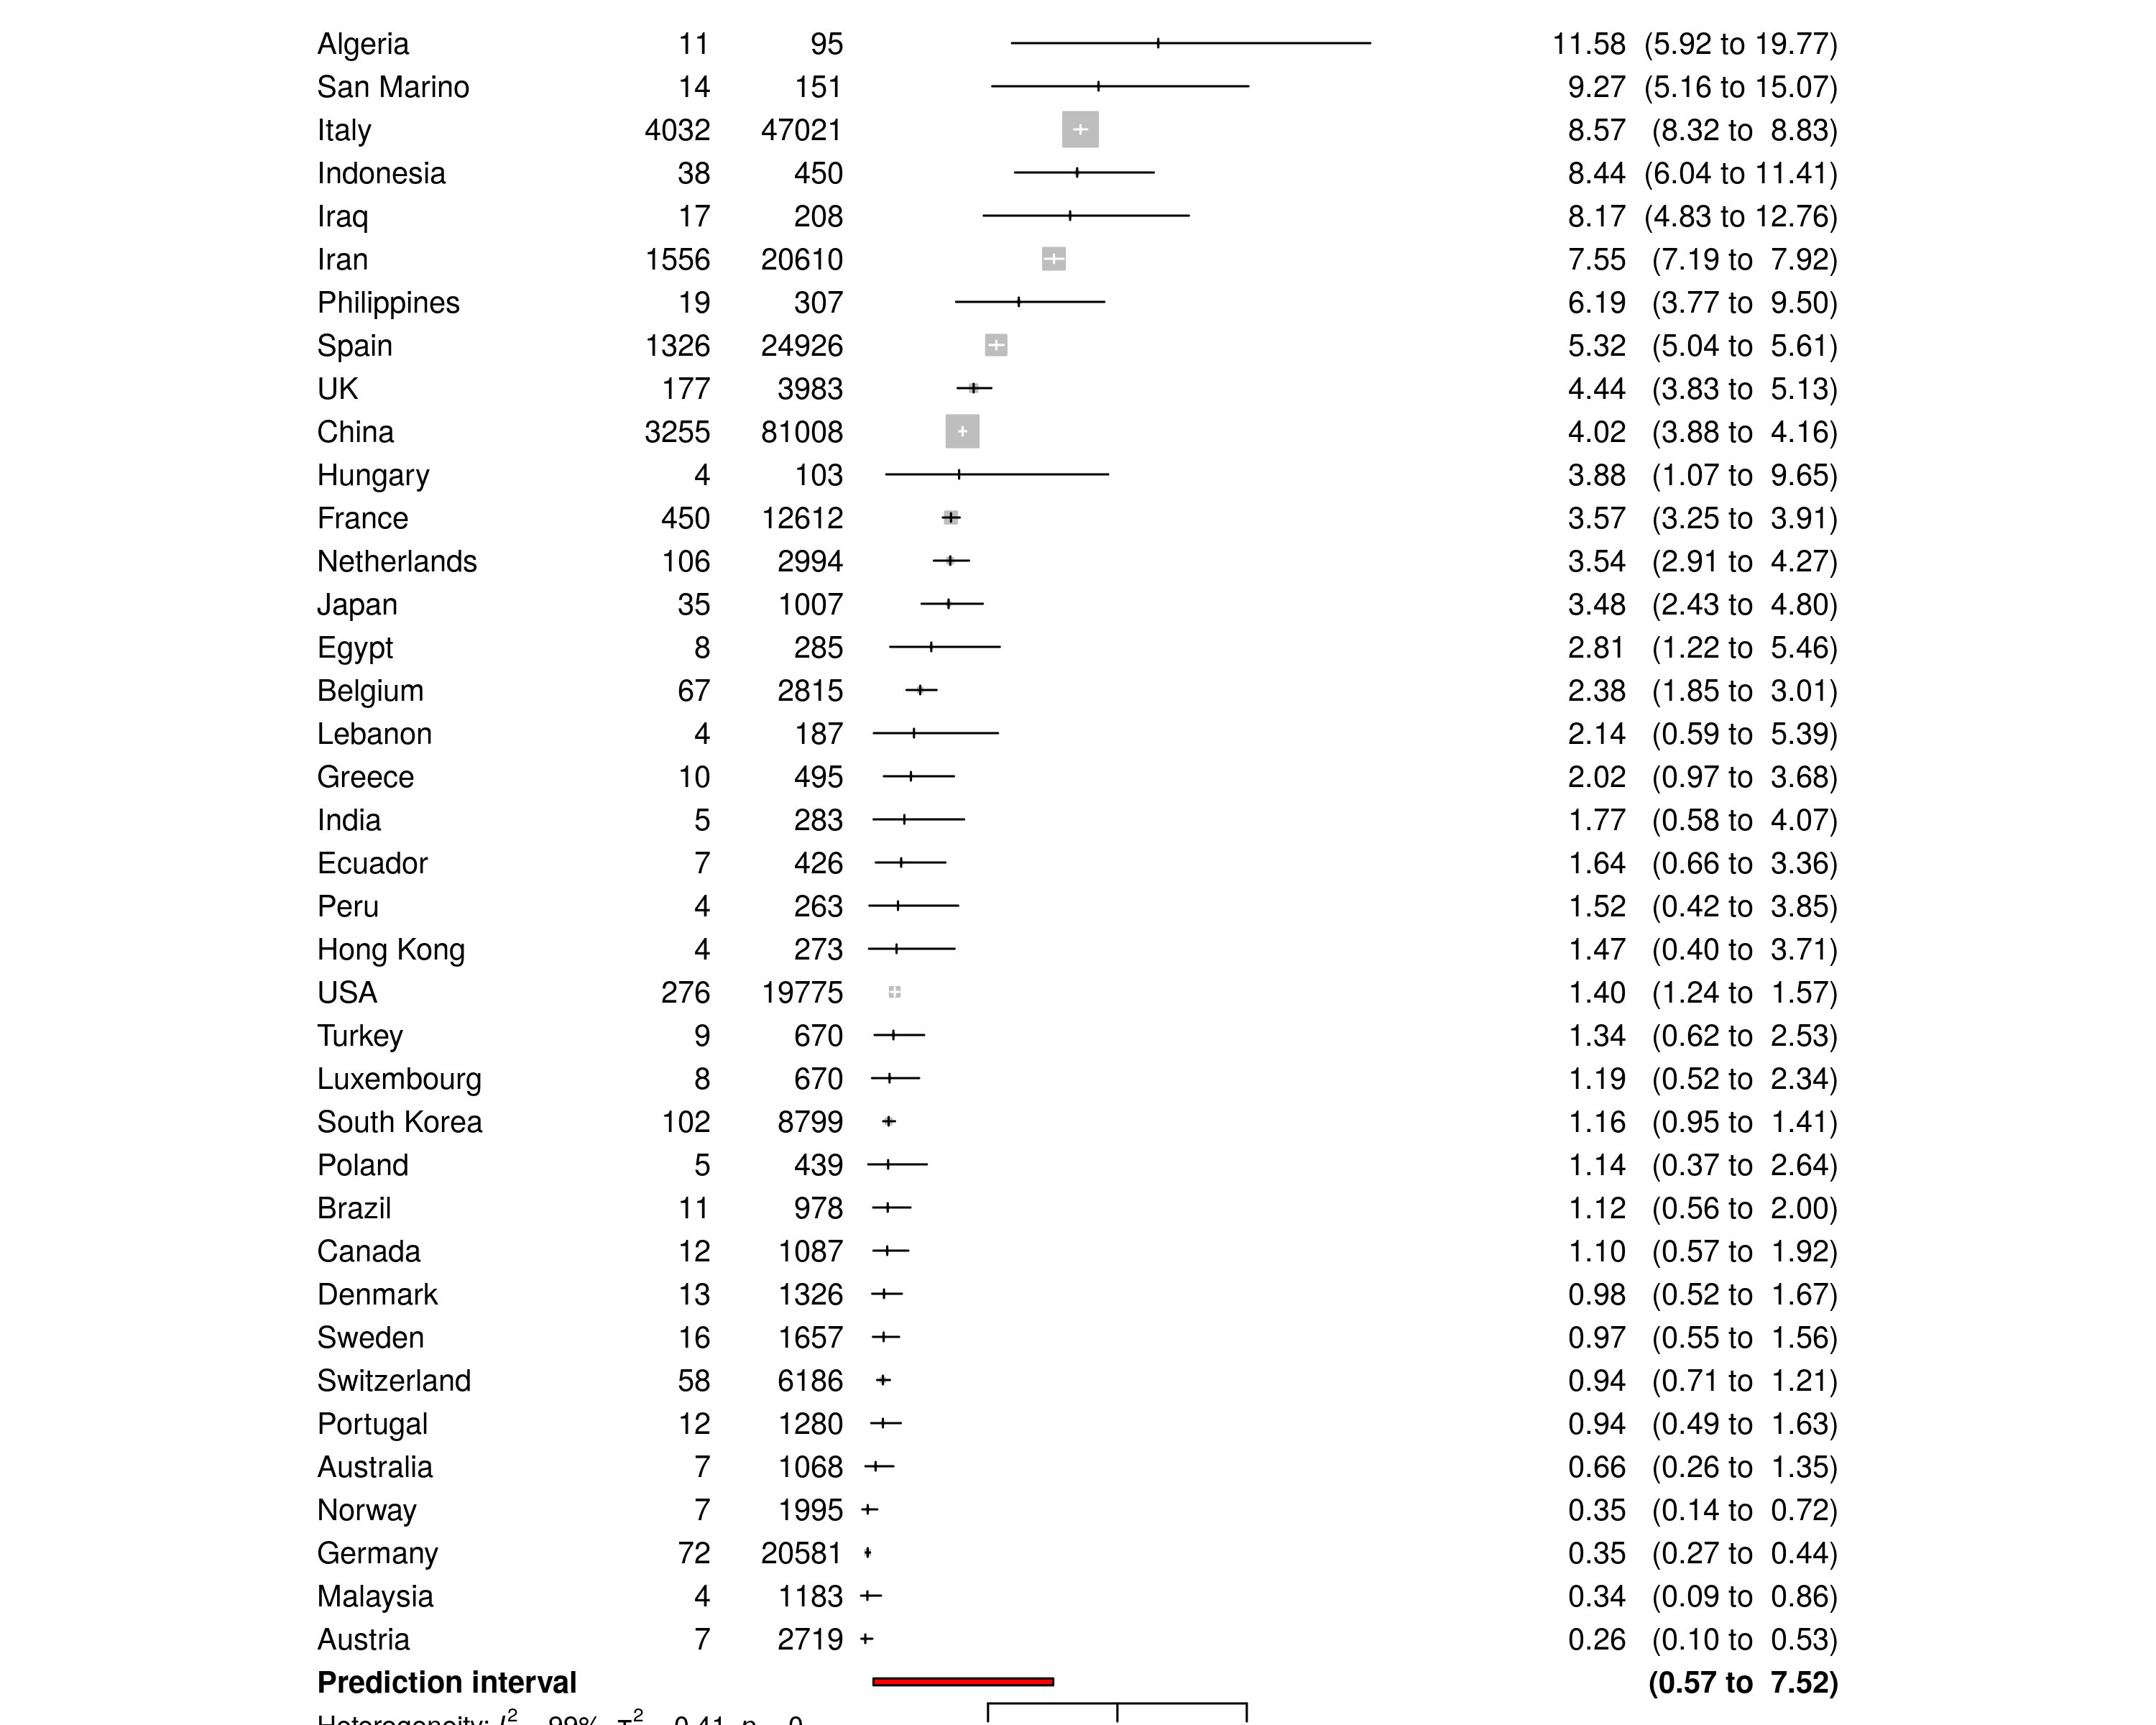 Algeria 11 95 11.58 (5.92 to 19.77)
San Marino 14 151 9.27 (5.16 to 15.07)
Italy 4032 47021 8.57 (8.32 to 8.83)
Indonesia 38 450 8.44 (6.04 to 11.41)
Iraq 17 208 8.17 (4.83 to 12.76)
Iran 1556 20610 7.55 (7.19 to 7.92)
Philippines 19 307 6.19 (3.77 to 9.50)
Spain 1326 24926 5.32 (5.04 to 5.61)
UK 177 3983 4.44 (3.83 to 5.13)
China 3255 81008 4.02 (3.88 to 4.16)
Hungary 4 103 3.88 (1.07 to 9.65)
France 450 12612 3.57 (3.25 to 3.91)
Netherlands 106 2994 3.54 (2.91 to 4.27)
Japan 35 1007 3.48 (2.43 to 4.80)
Egypt 8 285 2.81 (1.22 to 5.46)
Belgium 67 2815 2.38 (1.85 to 3.01)
Lebanon 4 187 2.14 (0.59 to 5.39)
Greece 10 495 2.02 (0.97 to 3.68)
India 5 283 1.77 (0.58 to 4.07)
Ecuador 7 426 1.64 (0.66 to 3.36)
Peru 4 263 1.52 (0.42 to 3.85)
Hong Kong 4 273 1.47 (0.40 to 3.71)
USA 276 19775 1.40 (1.24 to 1.57)
Turkey 9 670 1.34 (0.62 to 2.53)
Luxembourg 8 670 1.19 (0.52 to 2.34)
South Korea 102 8799 1.16 (0.95 to 1.41)
Poland 5 439 1.14 (0.37 to 2.64)
Brazil 11 978 1.12 (0.56 to 2.00)
Canada 12 1087 1.10 (0.57 to 1.92)
Denmark 13 1326 0.98 (0.52 to 1.67)
Sweden 16 1657 0.97 (0.55 to 1.56)
Switzerland 58 6186 0.94 (0.71 to 1.21)
Portugal 12 1280 0.94 (0.49 to 1.63)
Australia 7 1068 0.66 (0.26 to 1.35)
Norway 7 1995 0.35 (0.14 to 0.72)
Germany 72 20581 0.35 (0.27 to 0.44)
Malaysia 4 1183 0.34 (0.09 to 0.86)
Austria 7 2719 0.26 (0.10 to 0.53)
Prediction interval (0.57 to 7.52)
Heterogeneity: I² 99% τ² 0.41 p 0